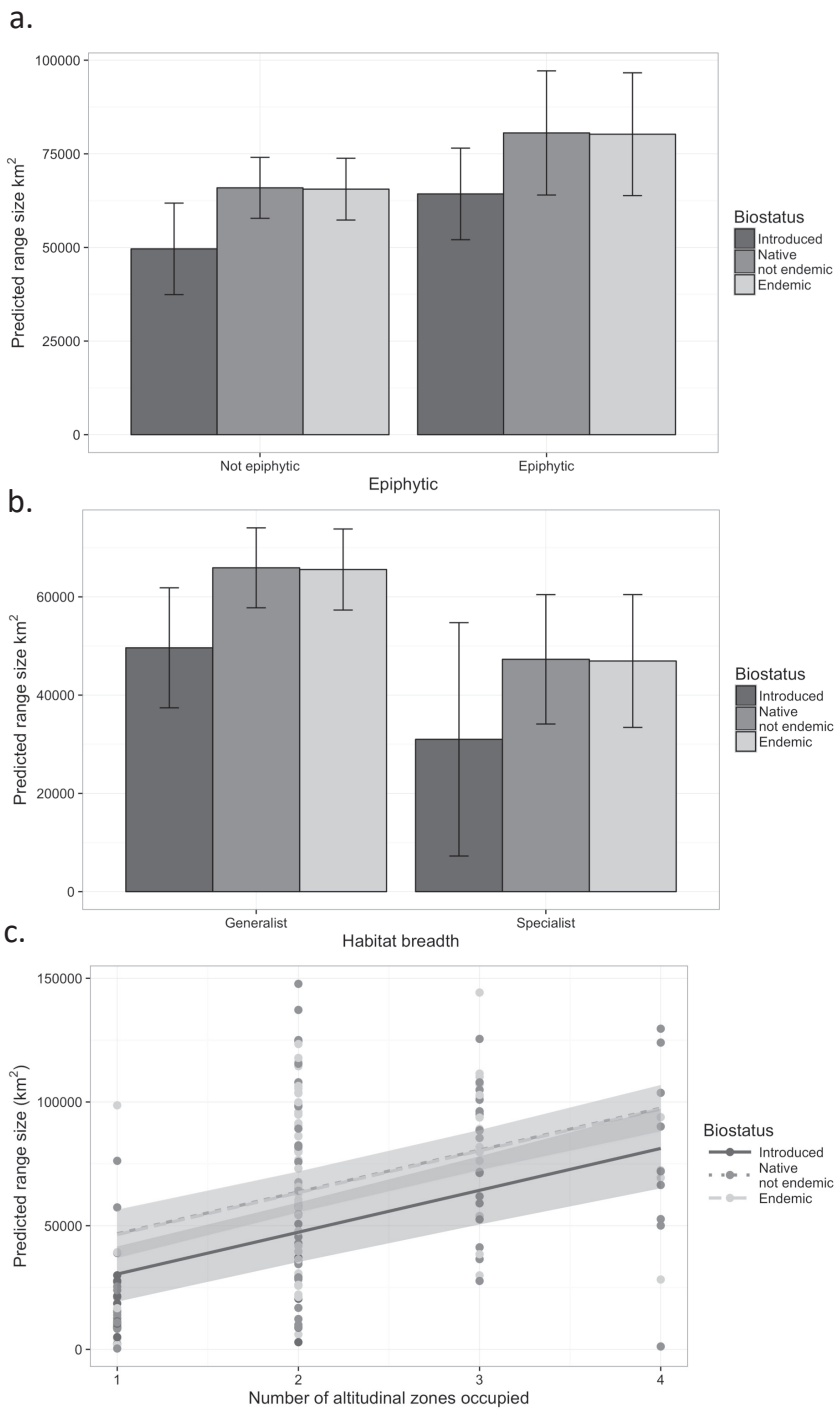 a.
100000
75000
50000
25000
0
Predicted range size km²
Not epiphytic
Epiphytic
Epiphytic
Biostatus
Introduced
Native
not endemic
Endemic
b.
60000
40000
20000
0
Predicted range size km²
Generalist
Specialist
Habitat breadth
Biostatus
Introduced
Native
not endemic
Endemic
c.
150000
100000
50000
0
Predicted range size (km²)
1
2
3
4
Number of altitudinal zones occupied
Biostatus
Introduced
Native
not endemic
Endemic